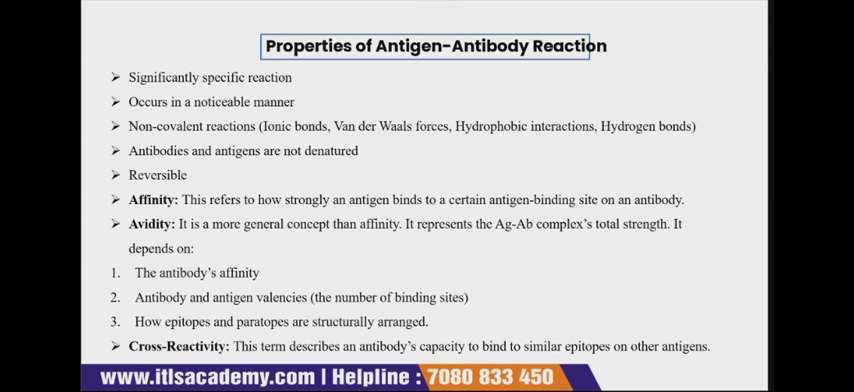 Properties of Antigen-Antibody Reaction
➢ Significantly specific reaction
➢ Occurs in a noticeable manner
➢ Non-covalent reactions (Ionic bonds, Van der Waals forces, Hydrophobic interactions, Hydrogen bonds)
➢ Antibodies and antigens are not denatured
➢ Reversible
➢ Affinity: This refers to how strongly an antigen binds to a certain antigen-binding site on an antibody.
➢ Avidity: It is a more general concept than affinity. It represents the Ag-Ab complex's total strength. It
depends on:
1. The antibody's affinity
2. Antibody and antigen valencies (the number of binding sites)
3. How epitopes and paratopes are structurally arranged.
➢ Cross-Reactivity: This term describes an antibody's capacity to bind to similar epitopes on other antigens.
www.itlsacademy.com | Helpline : 7080 833 450